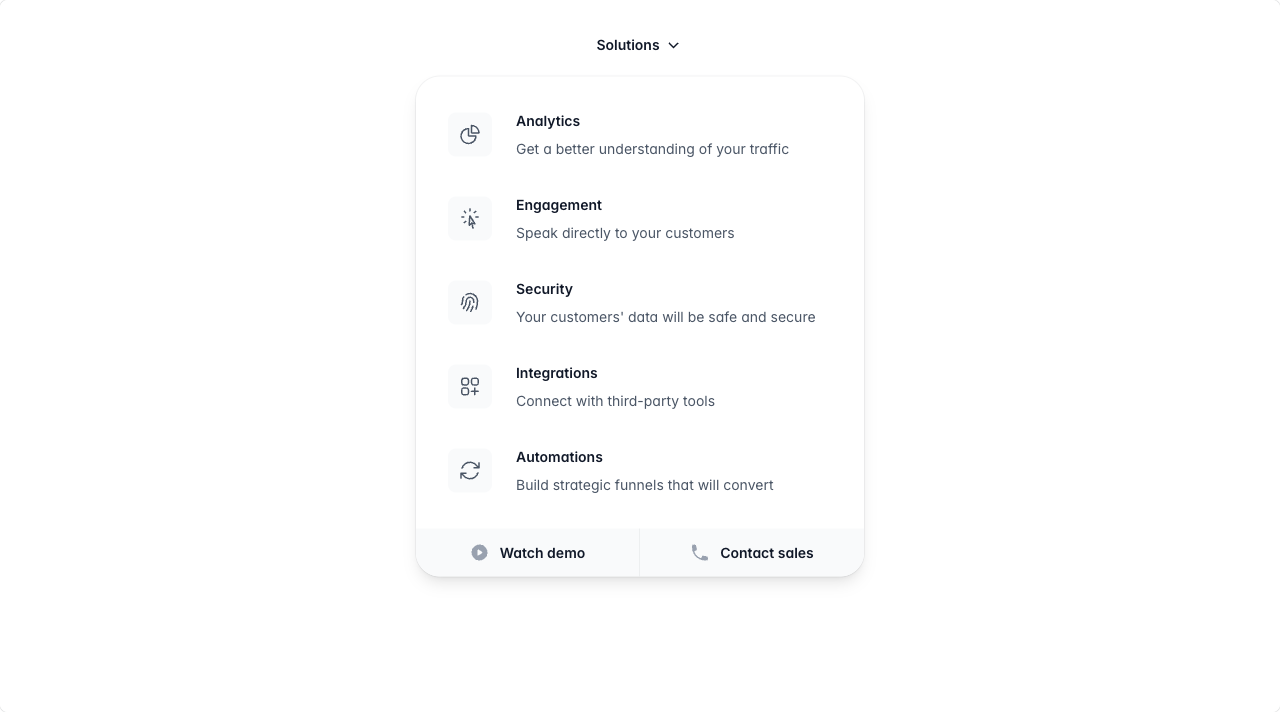 Solutions
Analytics
Get a better understanding of your traffic
Engagement
Speak directly to your customers
Security
Your customers' data will be safe and secure
Integrations
Connect with third-party tools
Automations
Build strategic funnels that will convert
Watch demo
Contact sales